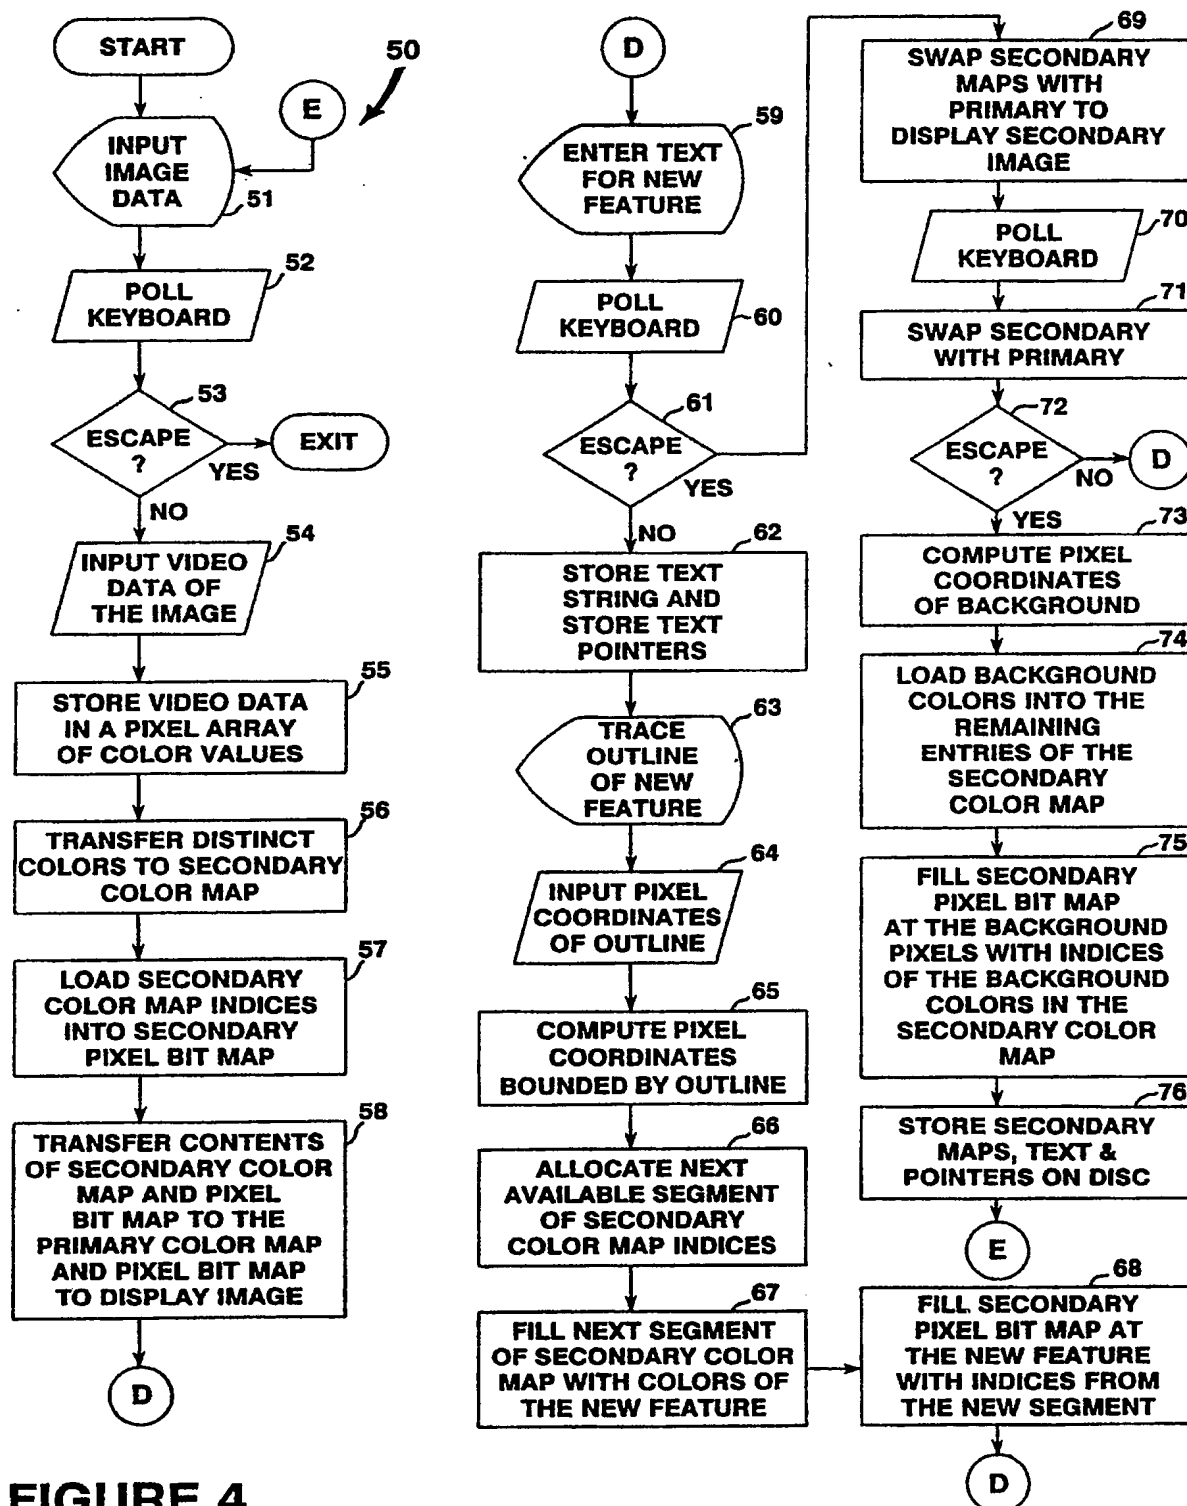 START
50
E
INPUT
IMAGE
DATA
51
52
POLL
KEYBOARD
53
ESCAPE
?
YES
EXIT
NO
54
INPUT VIDEO
DATA OF
THE IMAGE
55
STORE VIDEO DATA
IN A PIXEL ARRAY
OF COLOR VALUES
56
TRANSFER DISTINCT
COLORS TO SECONDARY
COLOR MAP
57
LOAD SECONDARY
COLOR MAP INDICES
INTO SECONDARY
PIXEL BIT MAP
58
TRANSFER CONTENTS
OF SECONDARY COLOR
MAP AND PIXEL
BIT MAP TO THE
PRIMARY COLOR MAP
AND PIXEL BIT MAP
TO DISPLAY IMAGE
D
D
59
ENTER TEXT
FOR NEW
FEATURE
POLL
KEYBOARD
60
61
ESCAPE
?
YES
NO
62
STORE TEXT
STRING AND
STORE TEXT
POINTERS
63
TRACE
OUTLINE
OF NEW
FEATURE
64
INPUT PIXEL
COORDINATES
OF OUTLINE
65
COMPUTE PIXEL
COORDINATES
BOUNDED BY OUTLINE
66
ALLOCATE NEXT
AVAILABLE SEGMENT
OF SECONDARY
COLOR MAP INDICES
67
FILL NEXT SEGMENT
OF SECONDARY COLOR
MAP WITH COLORS OF
THE NEW FEATURE
69
SWAP SECONDARY
MAPS WITH
PRIMARY TO
DISPLAY SECONDARY
IMAGE
70
POLL
KEYBOARD
71
SWAP SECONDARY
WITH PRIMARY
72
ESCAPE
?
NO
D
YES
73
COMPUTE PIXEL
COORDINATES
OF BACKGROUND
74
LOAD BACKGROUND
COLORS INTO THE
REMAINING
ENTRIES OF THE
SECONDARY
COLOR MAP
75
FILL SECONDARY
PIXEL BIT MAP
AT THE BACKGROUND
PIXELS WITH INDICES
OF THE BACKGROUND
COLORS IN THE
SECONDARY COLOR
MAP
76
STORE SECONDARY
MAPS, TEXT &
POINTERS ON DISC
E
68
FILL SECONDARY
PIXEL BIT MAP AT
THE NEW FEATURE
WITH INDICES FROM
THE NEW SEGMENT
D
FIGURE 4